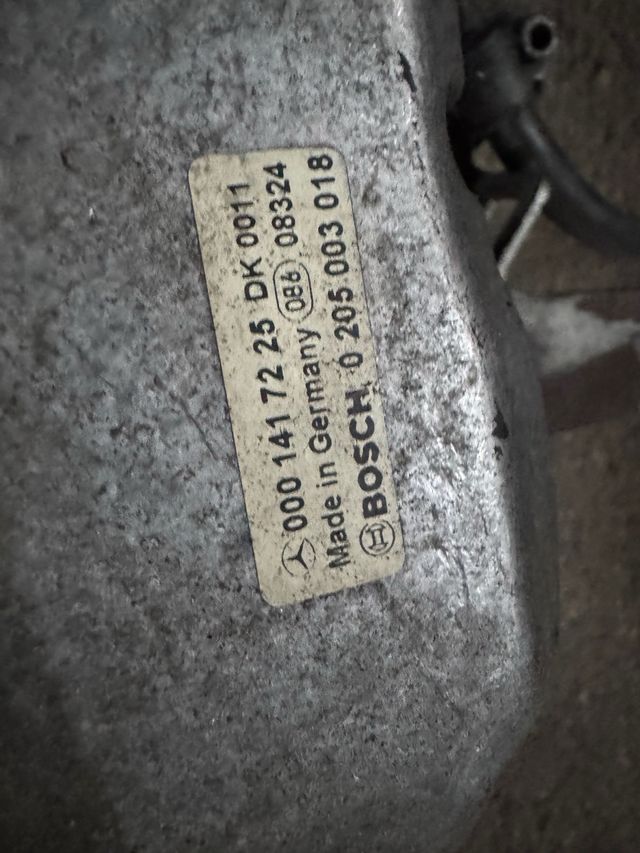 000 141 72 25 DK 0011
Made in Germany 086 08324
BOSCH 0 205 003 018